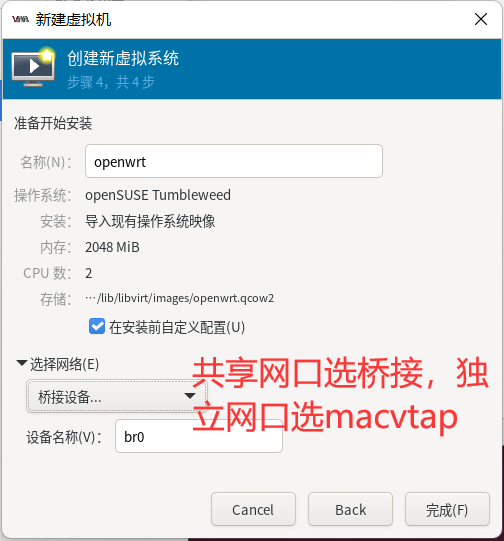 新建虚拟机
创建新虚拟系统
步骤 4，共 4 步
准备开始安装
名称(N)： openwrt
操作系统： openSUSE Tumbleweed
安装： 导入现有操作系统映像
内存： 2048 MiB
CPU 数： 2
存储： …/lib/libvirt/images/openwrt.qcow2
在安装前自定义配置(U)
选择网络(E)
桥接设备...
共享网口选桥接，独
立网口选macvtap
设备名称(V)： br0
Cancel Back 完成(F)